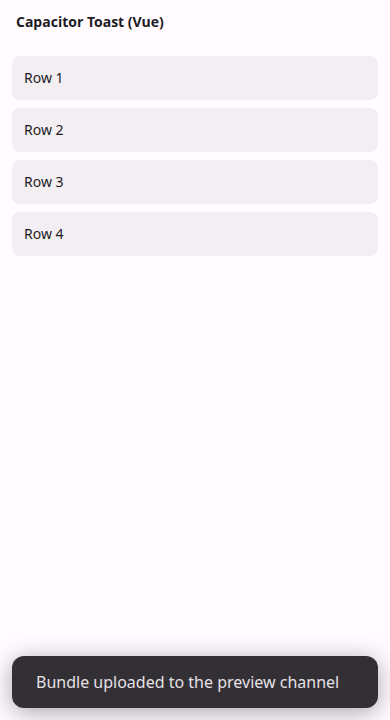 Capacitor Toast (Vue)
Row 1
Row 2
Row 3
Row 4
Bundle uploaded to the preview channel